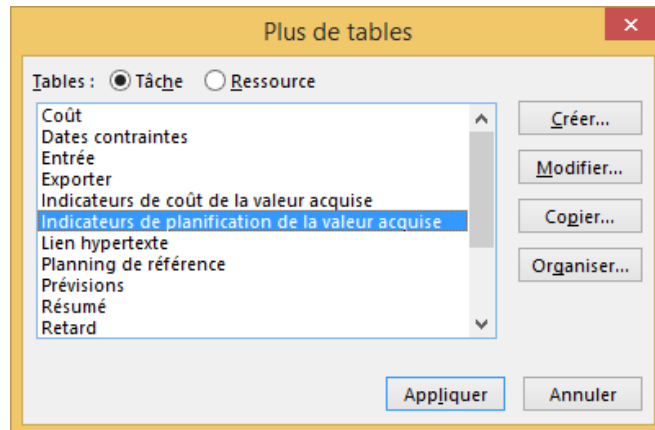 Plus de tables
Tables : Tâche Ressource
Coût
Dates contraintes
Entrée
Exporter
Indicateurs de coût de la valeur acquise
Indicateurs de planification de la valeur acquise
Lien hypertexte
Planning de référence
Prévisions
Résumé
Retard
Créer...
Modifier...
Copier...
Organiser...
Appliquer Annuler